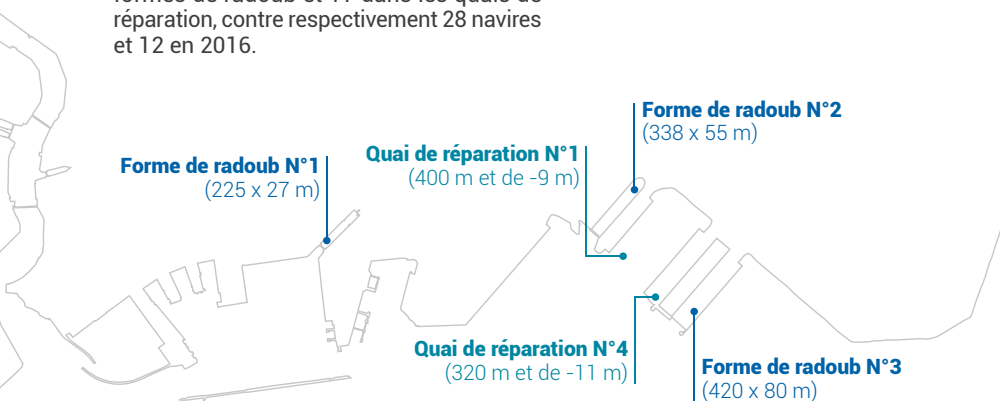 réparation, contre respectivement 28 navires
et 12 en 2016.
Forme de radoub N°2
(338 x 55 m)
Quai de réparation N°1
(400 m et de -9 m)
Forme de radoub N°1
(225 x 27 m)
Quai de réparation N°4
(320 m et de -11 m)
Forme de radoub N°3
(420 x 80 m)